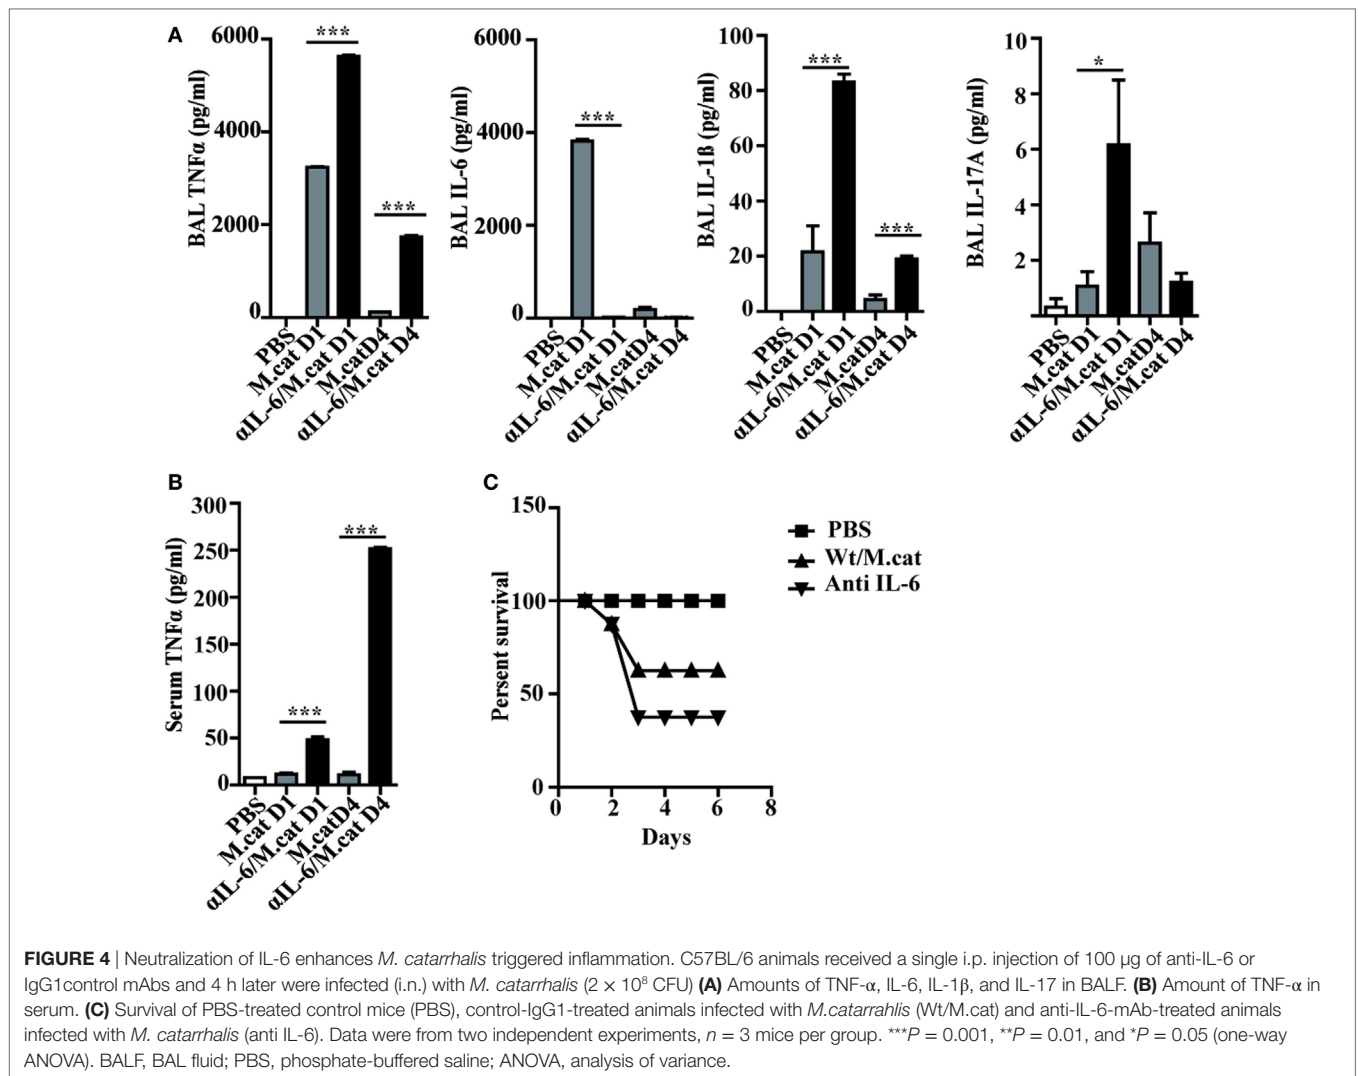 A
6000
4000
2000
0
BAL TNFα (pg/ml)
***
***
PBS
M.cat D1
αIL-6/M.cat D1
M.catD4
αIL-6/M.cat D4
6000
4000
2000
0
BAL IL-6 (pg/ml)
***
PBS
M.cat D1
αIL-6/M.cat D1
M.catD4
αIL-6/M.cat D4
100
80
60
40
20
0
BAL IL-1ß (pg/ml)
***
***
PBS
M.cat D1
αIL-6/M.cat D1
M.catD4
αIL-6/M.cat D4
10
8
6
4
2
BAL IL-17A (pg/ml)
*
PBS
M.cat D1
αIL-6/M.cat D1
M.catD4
αIL-6/M.cat D4
B
300
250
200
150
100
50
0
Serum TNFα (pg/ml)
***
***
PBS
M.cat D1
αIL-6/M.cat D1
M.catD4
αIL-6/M.cat D4
C
150
100
50
0
Persent survival
0 2 4 6 8
Days
PBS
Wt/M.cat
Anti IL-6
FIGURE 4 | Neutralization of IL-6 enhances M. catarrhalis triggered inflammation. C57BL/6 animals received a single i.p. injection of 100 μg of anti-IL-6 or
IgG1control mAbs and 4 h later were infected (i.n.) with M. catarrhalis (2 × 10⁸ CFU) (A) Amounts of TNF-α, IL-6, IL-1β, and IL-17 in BALF. (B) Amount of TNF-α in
serum. (C) Survival of PBS-treated control mice (PBS), control-IgG1-treated animals infected with M.catarrahlis (Wt/M.cat) and anti-IL-6-mAb-treated animals
infected with M. catarrhalis (anti IL-6). Data were from two independent experiments, n = 3 mice per group. ***P = 0.001, **P = 0.01, and *P = 0.05 (one-way
ANOVA). BALF, BAL fluid; PBS, phosphate-buffered saline; ANOVA, analysis of variance.